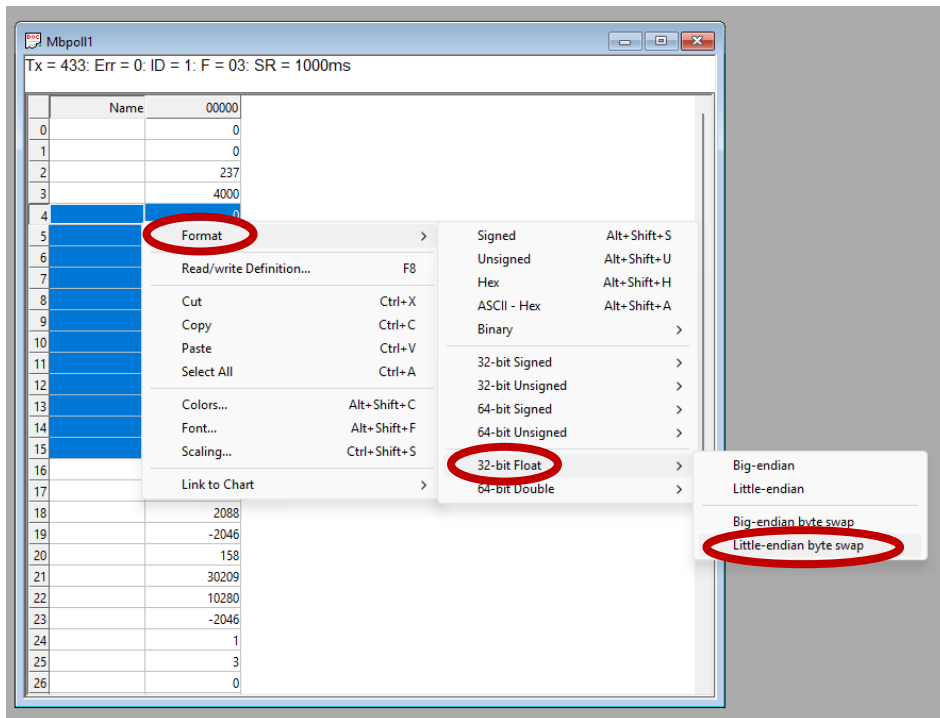 Mbpoll1
Tx = 433: Err = 0: ID = 1: F = 03: SR = 1000ms
Name 00000
0 0
1 0
2 237
3 4000
4 0
5
6
7
8
9
10
11
12
13
14
15
16
17
18 2088
19 -2046
20 158
21 30209
22 10280
23 -2046
24 1
25 3
26 0
Format >
Read/write Definition... F8
Cut Ctrl+X
Copy Ctrl+C
Paste Ctrl+V
Select All Ctrl+A
Colors... Alt+Shift+C
Font... Alt+Shift+F
Scaling... Ctrl+Shift+S
Link to Chart >
Signed Alt+Shift+S
Unsigned Alt+Shift+U
Hex Alt+Shift+H
ASCII - Hex Alt+Shift+A
Binary >
32-bit Signed >
32-bit Unsigned >
64-bit Signed >
64-bit Unsigned >
32-bit Float >
64-bit Double >
Big-endian
Little-endian
Big-endian byte swap
Little-endian byte swap